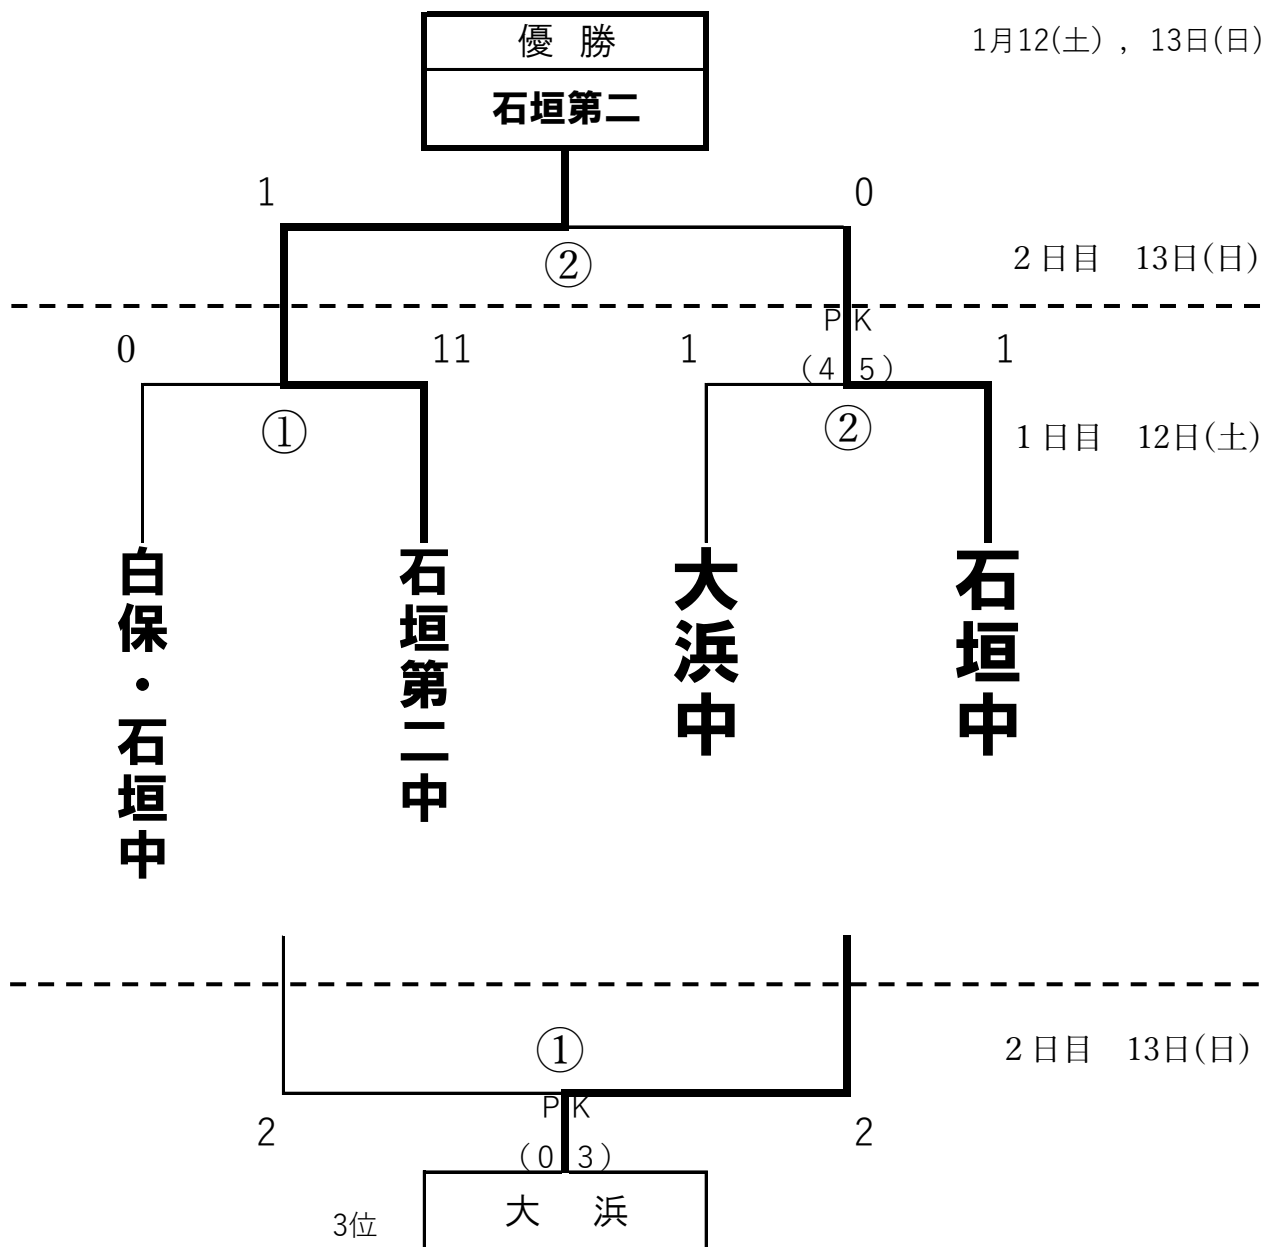 優 勝
1月12(土) , 13日(日)
石垣第二
1
0
②
2日目 13日(日)
PK
0
11
1
(4 5)
1
①
②
1日目 12日(土)
白保・石垣中
石垣第二中
大浜中
石垣中
①
2日目 13日(日)
PK
2
2
(0 3)
3位
大 浜